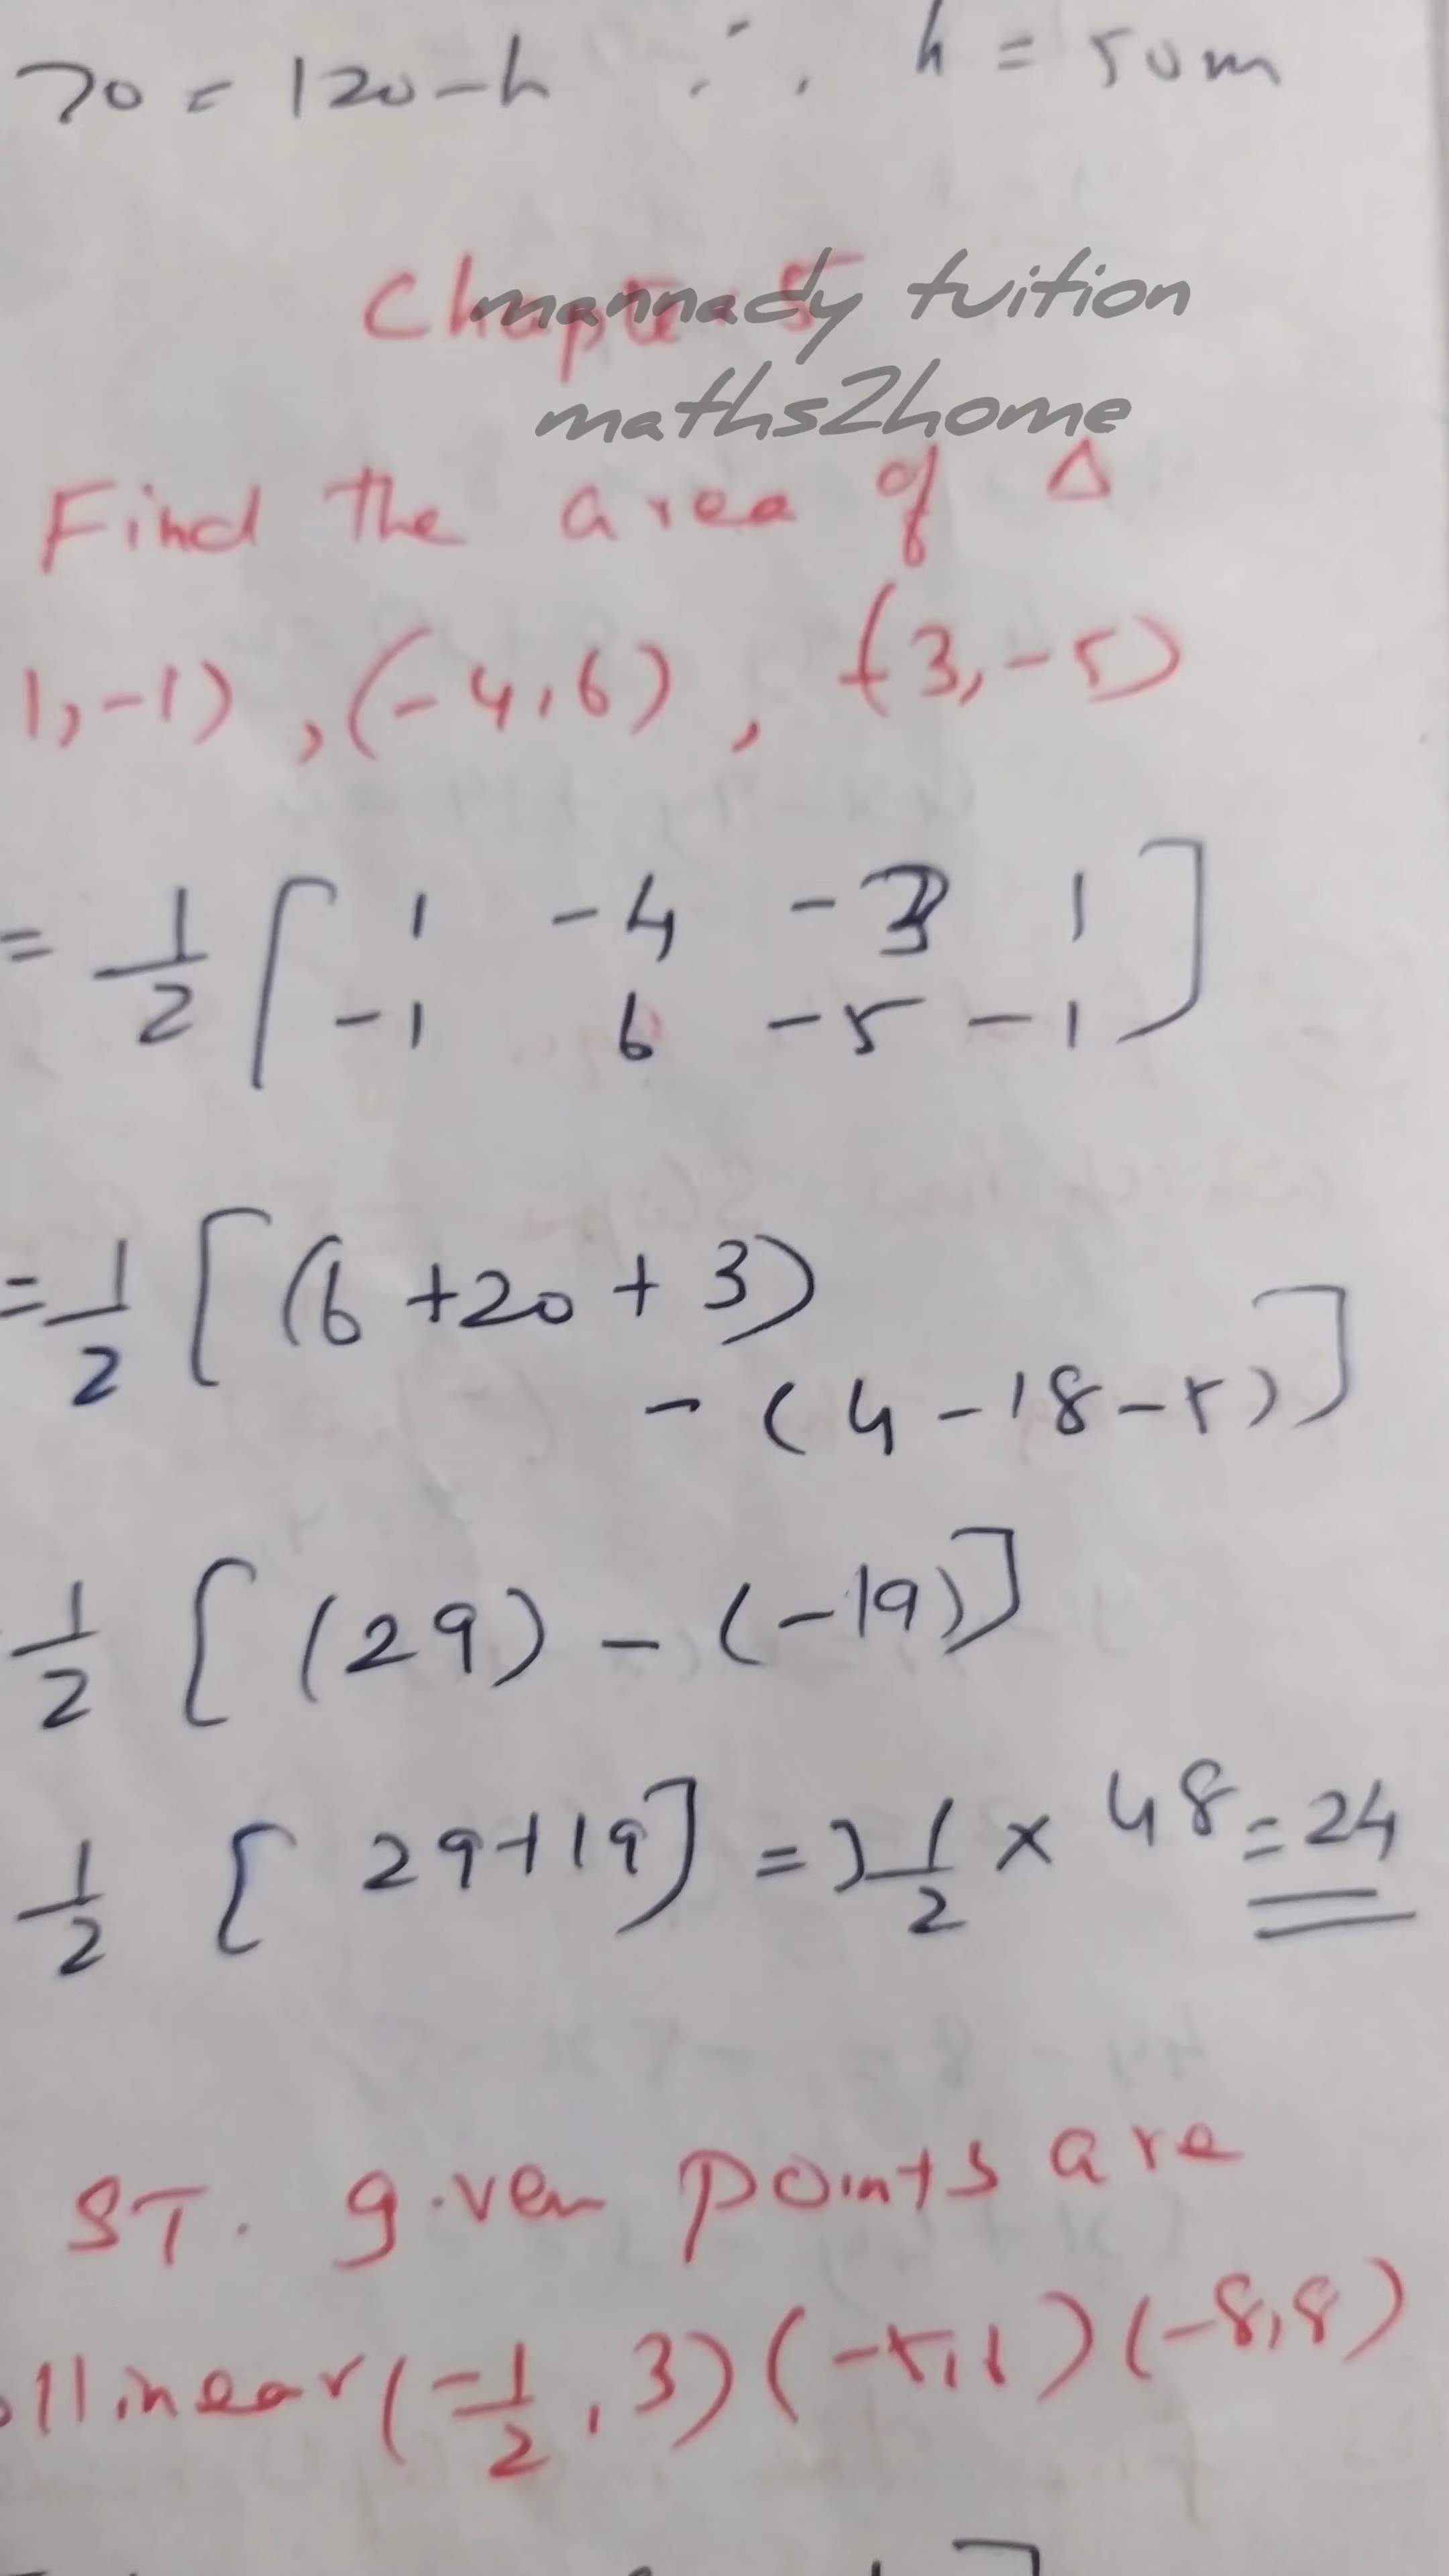 70 = 120 - h ∴ h = 50m
Chapter 5
mannady tuition
maths2home
Find the area of Δ
1, -1), (-4, 6), (-3, -5)
= 1/2 [ 1 -4 -3 1
-1 6 -5 -1 ]
= 1/2 [ (6 + 20 + 3)
- (4 - 18 - 5) ]
1/2 [ (29) - (-19) ]
1/2 [ 29 + 19 ] = 1/2 × 48 = 24
ST. given points are
ollinear (-1/2, 3) (-5, 6) (-8, 8)